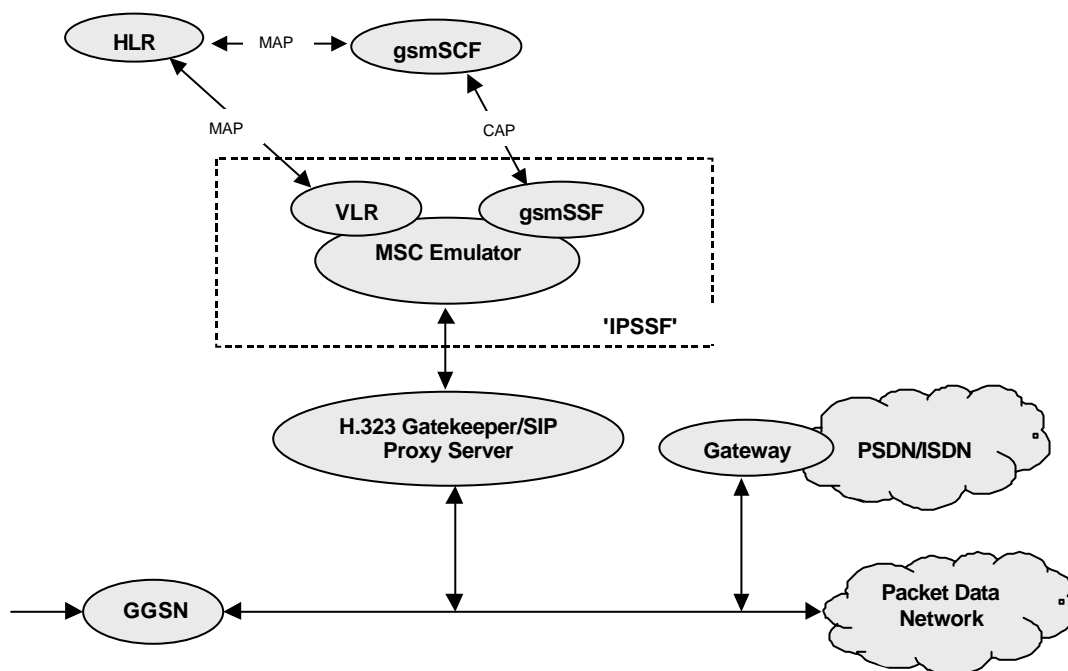 HLR
MAP
gsmSCF
MAP
CAP
VLR
gsmSSF
MSC Emulator
'IPSSF'
H.323 Gatekeeper/SIP
Proxy Server
Gateway
PSDN/ISDN
GGSN
Packet Data
Network